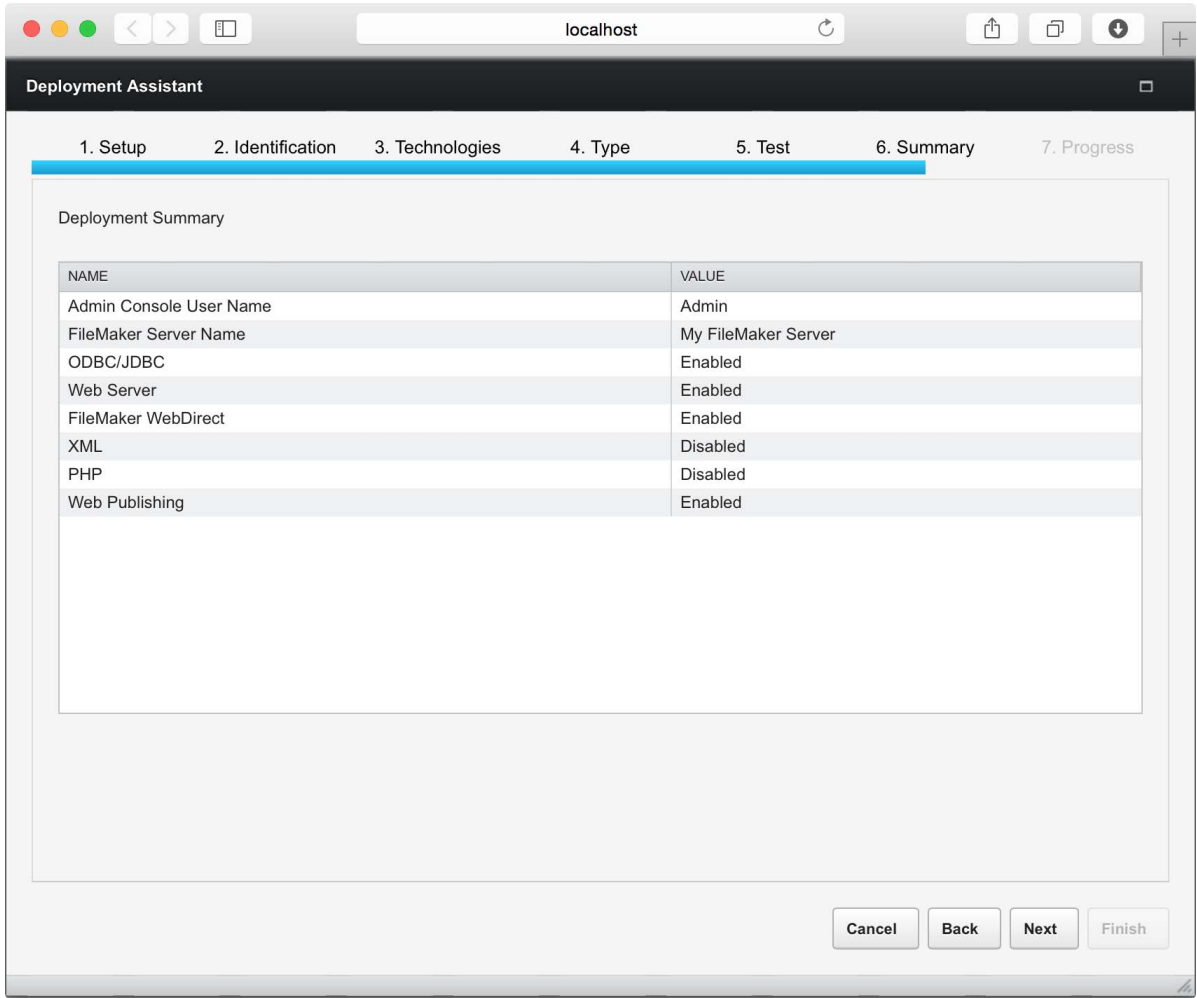 localhost
Deployment Assistant
1. Setup 2. Identification 3. Technologies 4. Type 5. Test 6. Summary 7. Progress
Deployment Summary
NAME VALUE
Admin Console User Name Admin
FileMaker Server Name My FileMaker Server
ODBC/JDBC Enabled
Web Server Enabled
FileMaker WebDirect Enabled
XML Disabled
PHP Disabled
Web Publishing Enabled
Cancel Back Next Finish